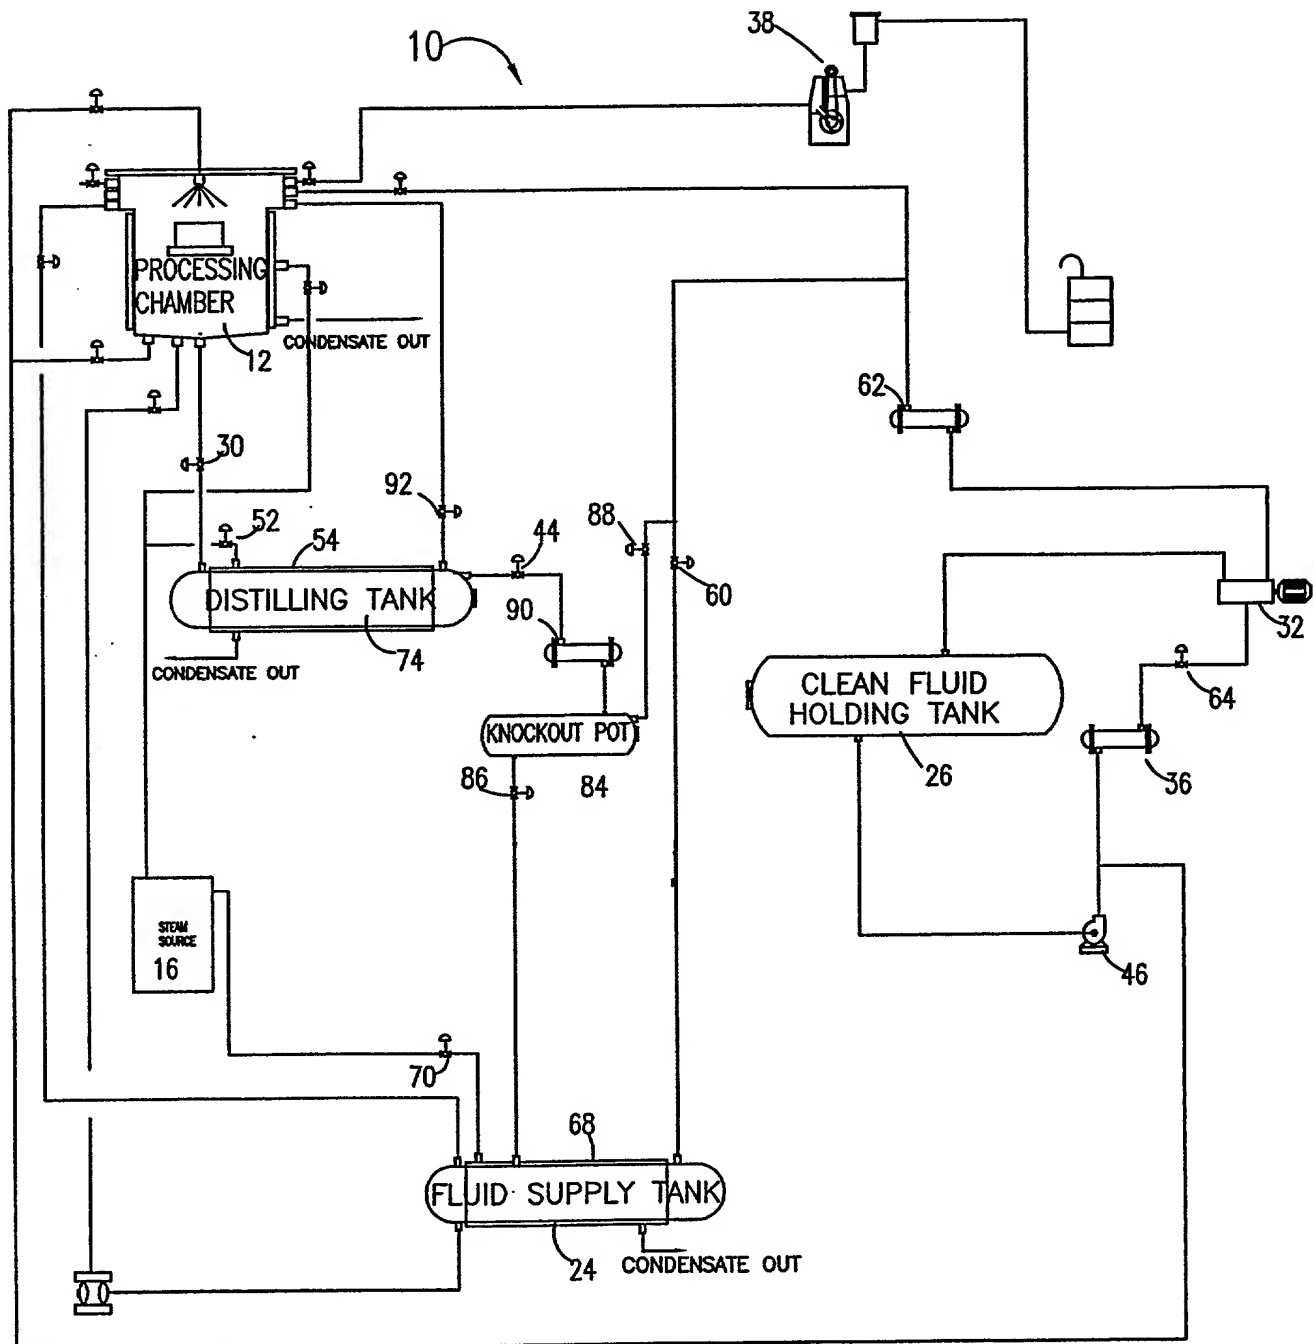 38
10
PROCESSING
CHAMBER
CONDENSATE OUT
12
62
30
92
88
52
44
54
60
DISTILLING TANK
90
32
74
CONDENSATE OUT
CLEAN FLUID
HOLDING TANK
64
KNOCKOUT POT
26
36
86
84
STEAM
SOURCE
16
46
70
68
FLUID SUPPLY TANK
24
CONDENSATE OUT